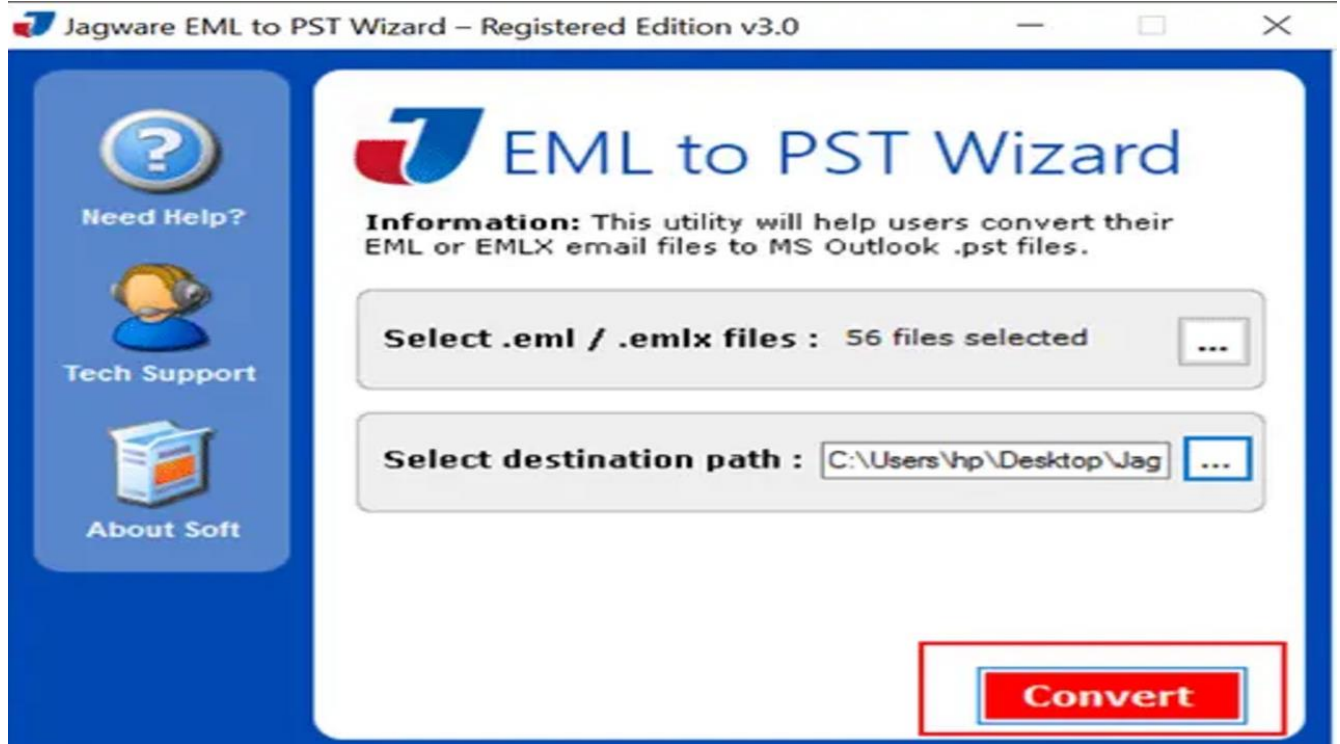 Jagware EML to PST Wizard – Registered Edition v3.0
Need Help?
Tech Support
About Soft
EML to PST Wizard
Information: This utility will help users convert their
EML or EMLX email files to MS Outlook .pst files.
Select .eml / .emlx files : 56 files selected ...
Select destination path : C:\Users\hp\Desktop\Jag ...
Convert